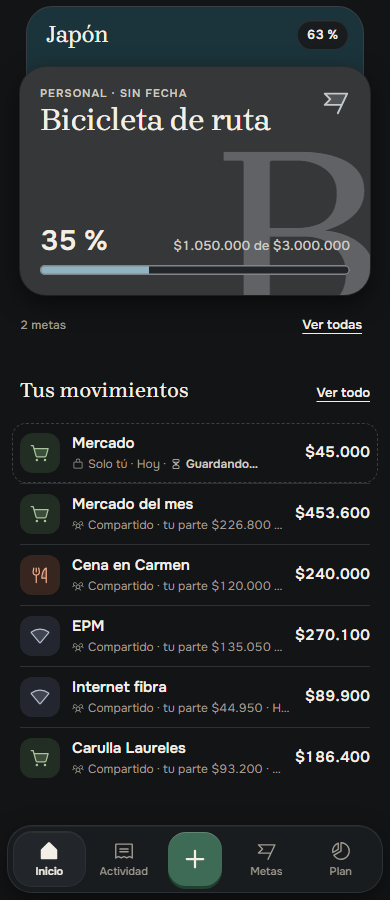 Japón
63 %
PERSONAL · SIN FECHA
Bicicleta de ruta
B
35 %
$1.050.000 de $3.000.000
2 metas
Ver todas
Tus movimientos
Ver todo
Mercado
Solo tú · Hoy · Guardando...
$45.000
Mercado del mes
Compartido · tu parte $226.800 ...
$453.600
Cena en Carmen
Compartido · tu parte $120.000 ...
$240.000
EPM
Compartido · tu parte $135.050 ...
$270.100
Internet fibra
Compartido · tu parte $44.950 · H...
$89.900
Carulla Laureles
Compartido · tu parte $93.200 · ...
$186.400
Inicio
Actividad
+
Metas
Plan